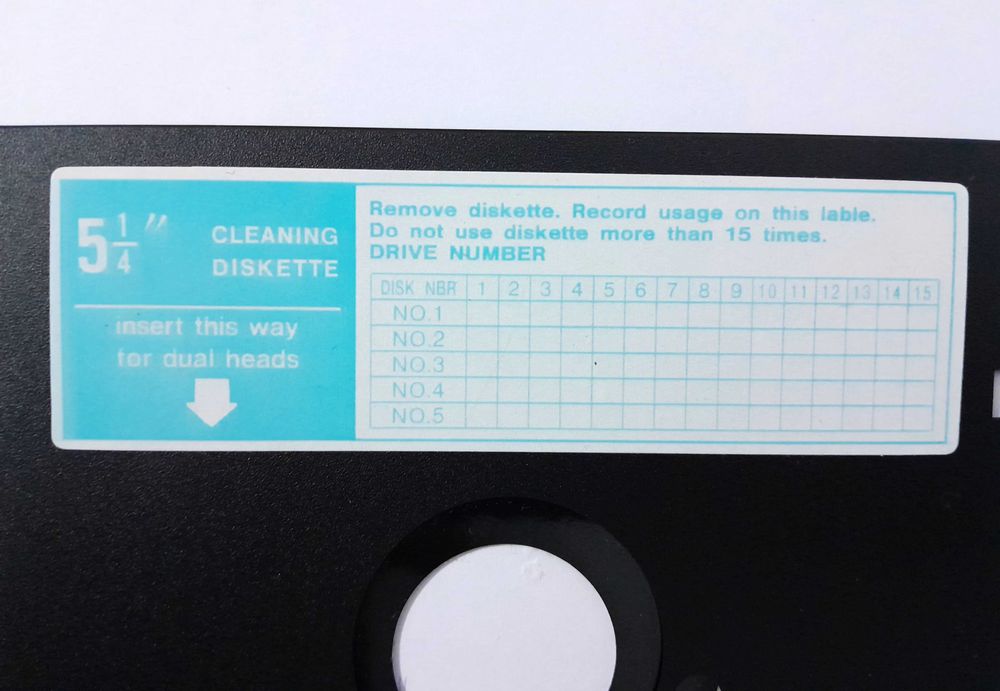 5 1/4" CLEANING
DISKETTE
insert this way
for dual heads
Remove diskette. Record usage on this lable.
Do not use diskette more than 15 times.
DRIVE NUMBER
DISK NBR 1 2 3 4 5 6 7 8 9 10 11 12 13 14 15
NO.1
NO.2
NO.3
NO.4
NO.5